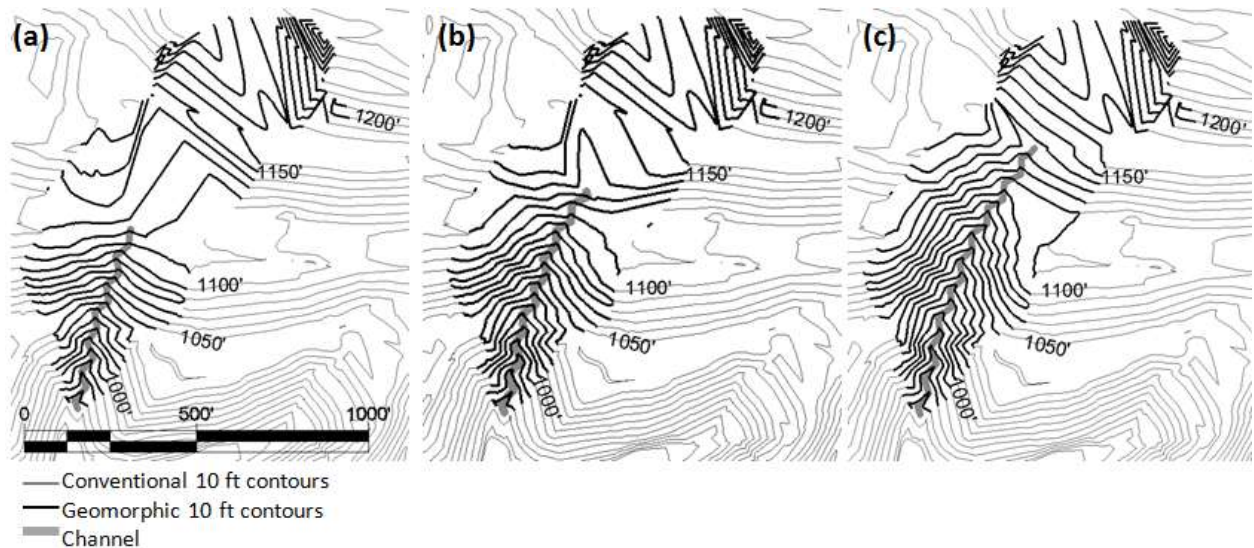 (a)
1200'
1150'
1100'
1050'
1000'
0 500' 1000'
(b)
1200'
1150'
1100'
1050'
1000'
(c)
1200'
1150'
1100'
1050'
1000'
Conventional 10 ft contours
Geomorphic 10 ft contours
Channel